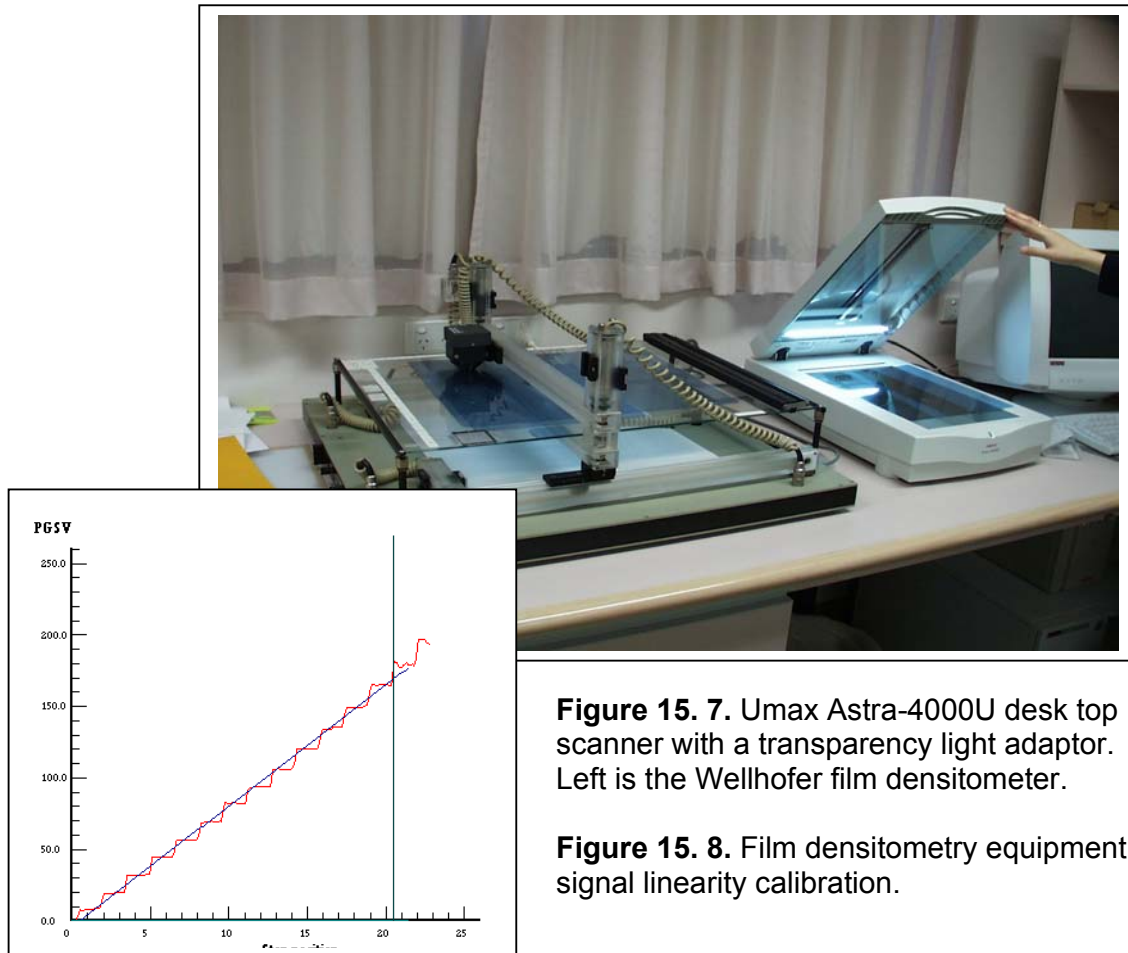 PGSV
250.0
200.0
150.0
100.0
50.0
0.0
0 5 10 15 20 25
Figure 15. 7. Umax Astra-4000U desk top
scanner with a transparency light adaptor.
Left is the Wellhofer film densitometer.
Figure 15. 8. Film densitometry equipment
signal linearity calibration.